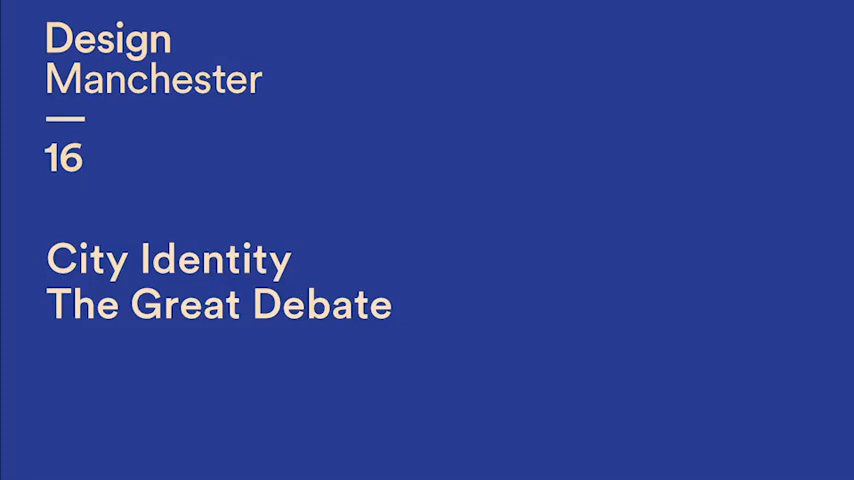 Design
Manchester
—
16
City Identity
The Great Debate